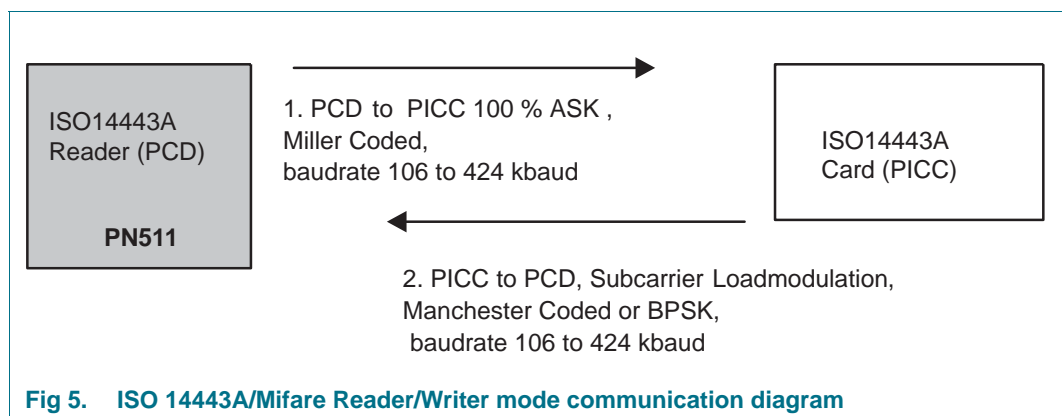 ISO14443A
Reader (PCD)
PN511
1. PCD to PICC 100 % ASK ,
Miller Coded,
baudrate 106 to 424 kbaud
ISO14443A
Card (PICC)
2. PICC to PCD, Subcarrier Loadmodulation,
Manchester Coded or BPSK,
baudrate 106 to 424 kbaud
Fig 5. ISO 14443A/Mifare Reader/Writer mode communication diagram